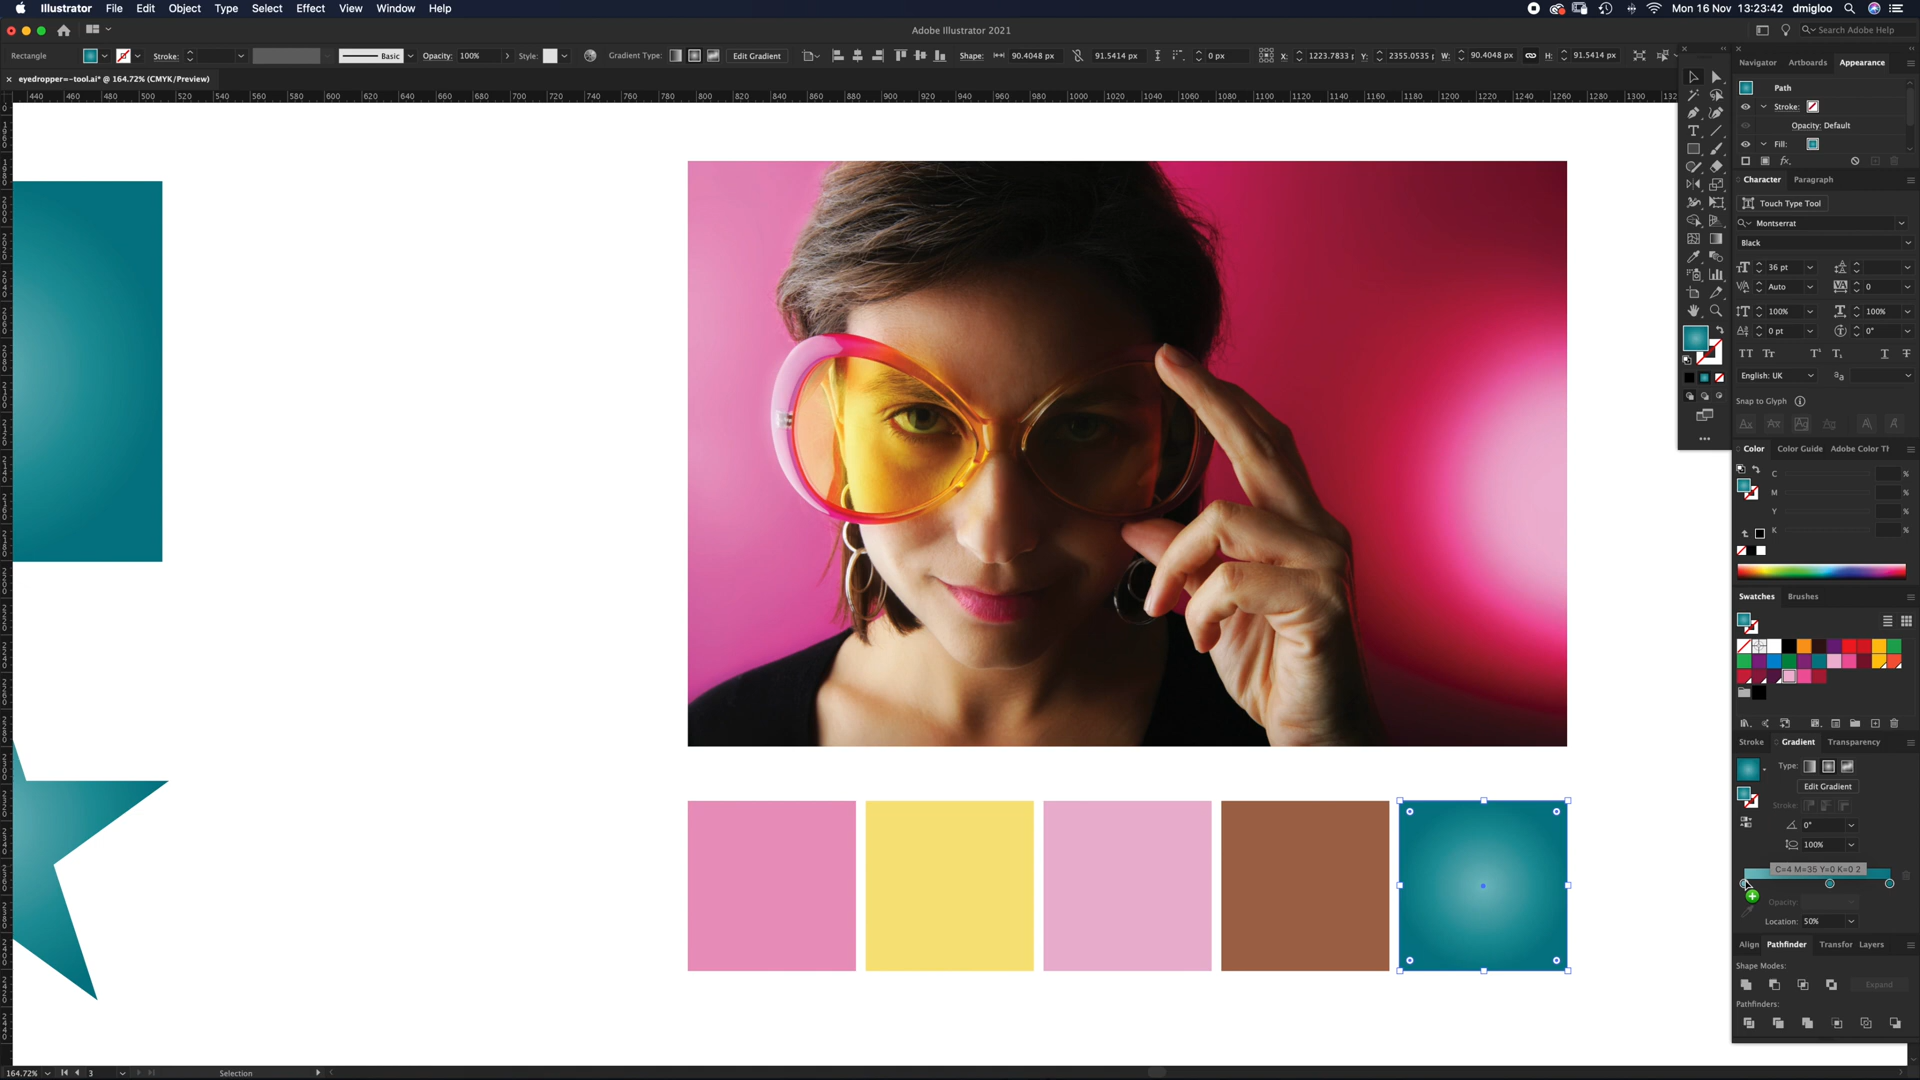 Illustrator File Edit Object Type Select Effect View Window Help
Mon 16 Nov 13:23:42 dmigloo
Adobe Illustrator 2021
Search Adobe Help
Rectangle Stroke: Basic Opacity: 100% Style: Gradient Type: Edit Gradient Shape: 90.4048 px 91.5414 px 0 px X: 1223.7833 Y: 2355.0535 W: 90.4048 px H: 91.5414 px
eyedropper=-tool.ai* @ 164.72% (CMYK/Preview)
440 460 480 500 520 540 560 580 600 620 640 660 680 700 720 740 760 780 800 820 840 860 880 900 920 940 960 980 1000 1020 1040 1060 1080 1100 1120 1140 1160 1180 1200 1220 1240 1260 1280 1300 132
Navigator Artboards Appearance
Path
Stroke:
Opacity: Default
Fill:
fx
Character Paragraph
Touch Type Tool
Montserrat
Black
36 pt
Auto 0
100% 100%
0 pt 0°
English: UK
Snap to Glyph
Color Color Guide Adobe Color Th
C %
M %
Y %
K %
Swatches Brushes
Stroke Gradient Transparency
Type:
Edit Gradient
Stroke:
0°
100%
C=4 M=35 Y=0 K=0 2
Opacity:
Location: 50%
Align Pathfinder Transfor Layers
Shape Modes:
Expand
Pathfinders:
164.72% 3 Selection